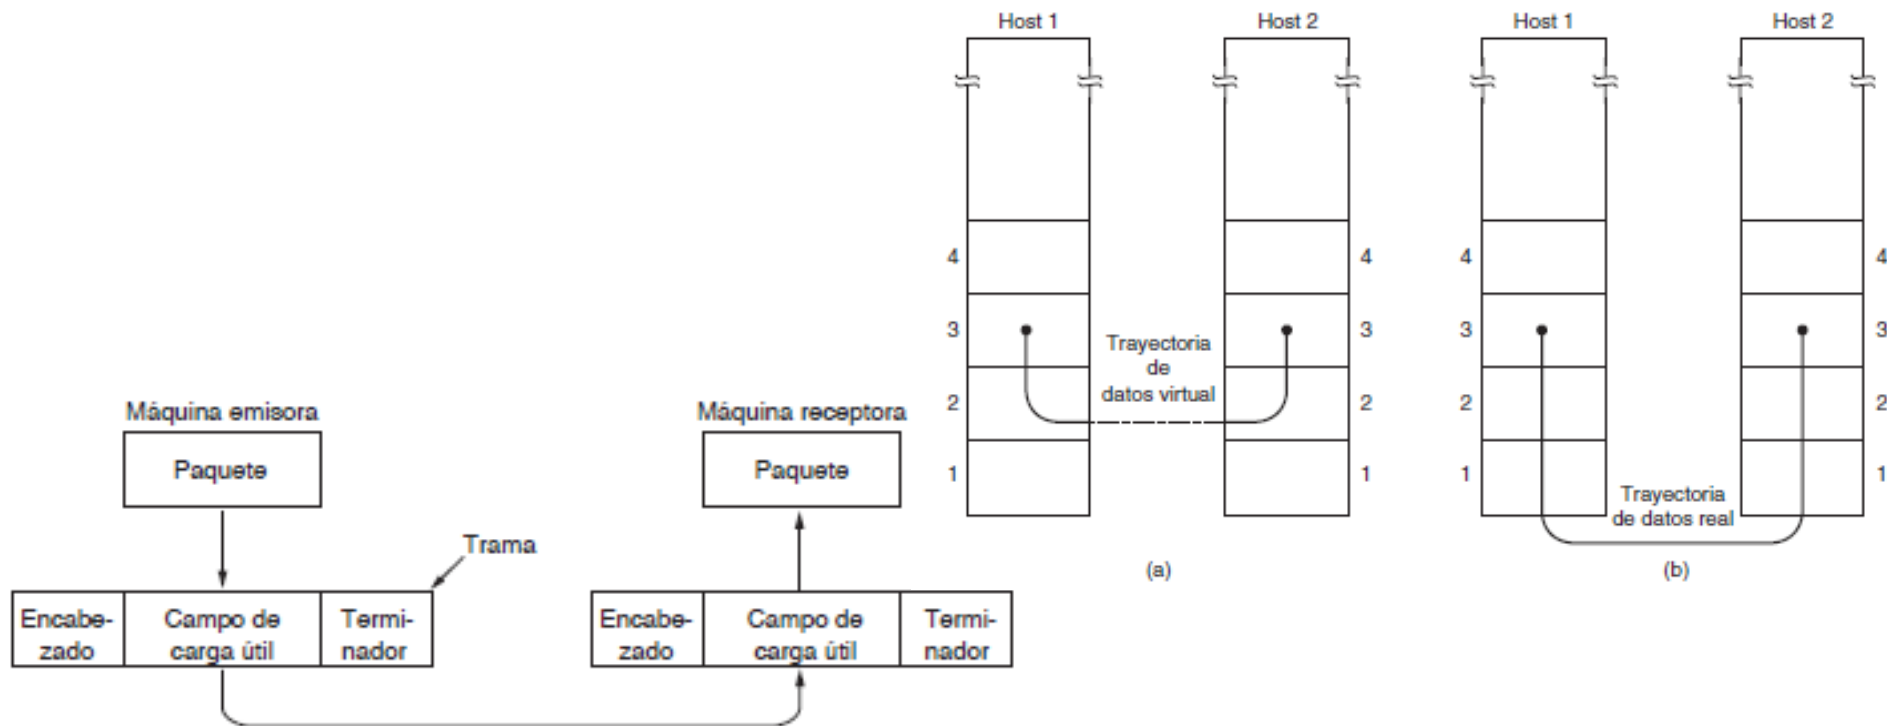 Host 1
Host 2
Host 1
Host 2
4
4
4
4
3
3
3
3
Trayectoria
de
datos virtual
2
2
2
2
1
1
1
1
Trayectoria
de datos real
(a)
(b)
Máquina emisora
Máquina receptora
Paquete
Paquete
Trama
Encabe-
zado
Campo de
carga útil
Termi-
nador
Encabe-
zado
Campo de
carga útil
Termi-
nador